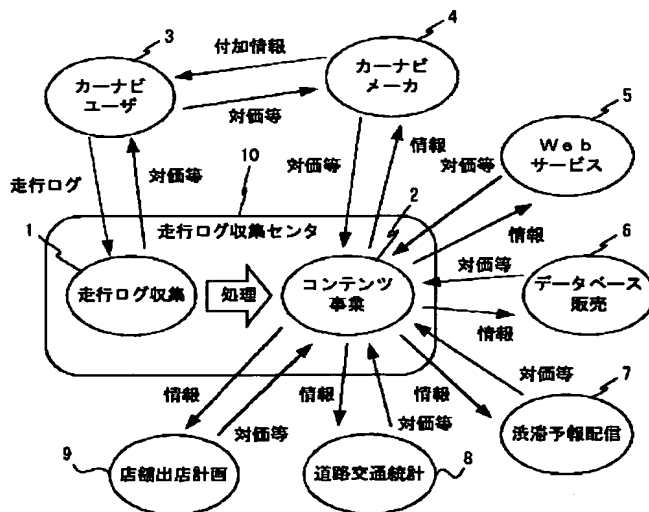 3
4
付加情報
カーナビ
ユーザ
カーナビ
メーカ
対価等
5
Ｗｅｂ
サービス
10
対価等
情報
対価等
走行ログ
対価等
2
1
走行ログ収集センタ
情報
6
対価等
走行ログ収集
処理
コンテンツ
事業
データベース
販売
情報
対価等
7
情報
情報
情報
対価等
対価等
渋滞予報配信
9
店舗出店計画
道路交通統計
8